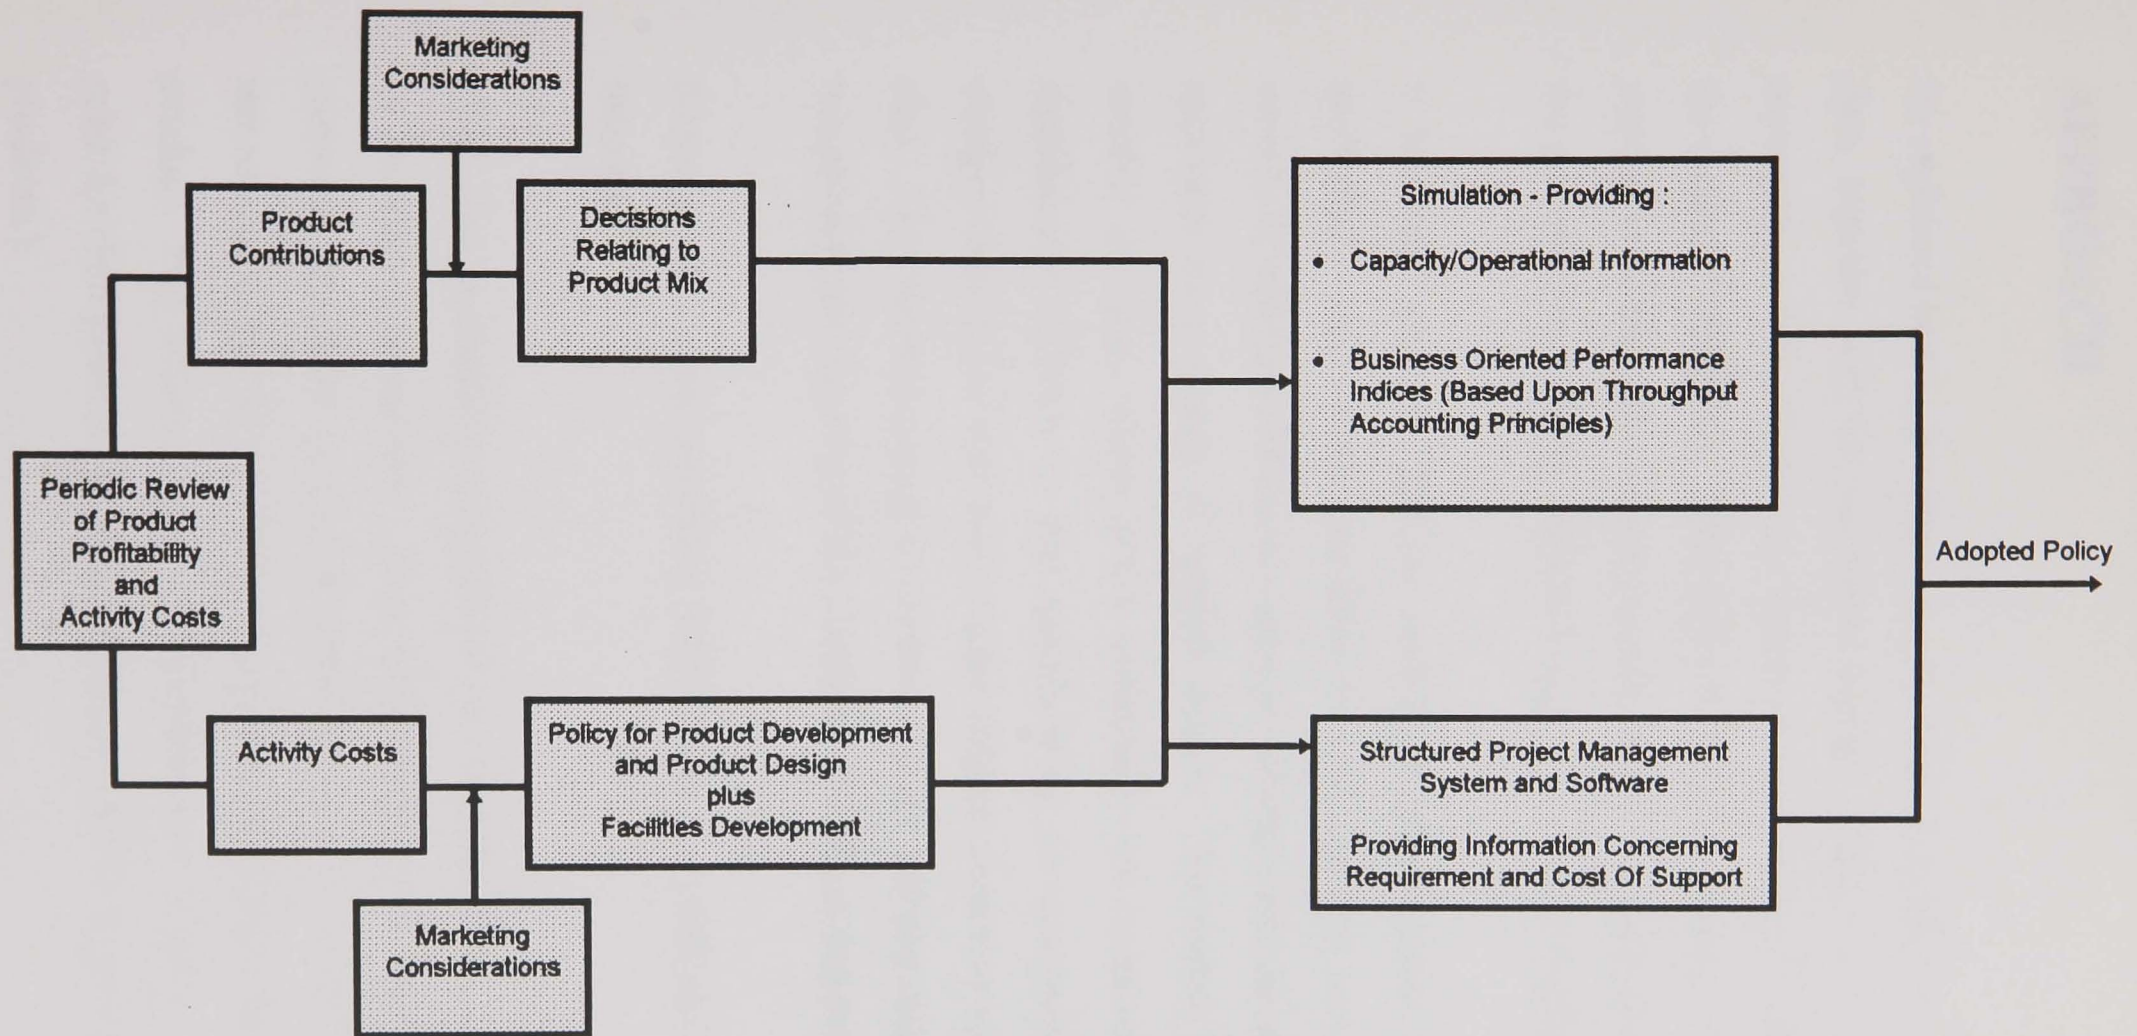 Marketing
Considerations
Product
Contributions
Decisions
Relating to
Product Mix
Simulation - Providing :
• Capacity/Operational Information
• Business Oriented Performance
Indices (Based Upon Throughput
Accounting Principles)
Periodic Review
of Product
Profitability
and
Activity Costs
Adopted Policy
Activity Costs
Policy for Product Development
and Product Design
plus
Facilities Development
Structured Project Management
System and Software
Providing Information Concerning
Requirement and Cost Of Support
Marketing
Considerations